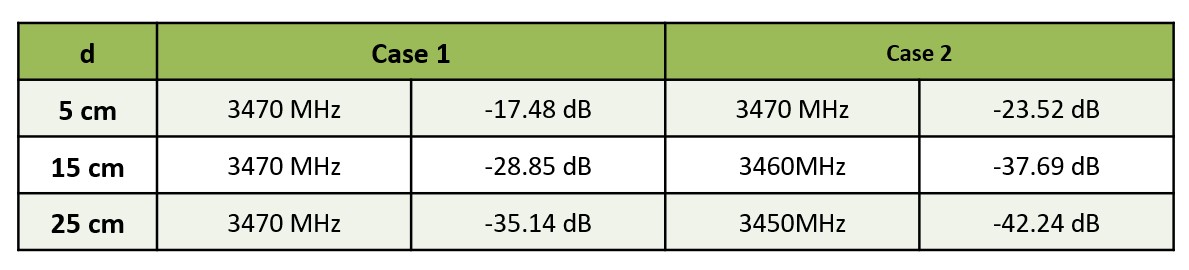 d Case 1 Case 2
5 cm 3470 MHz -17.48 dB 3470 MHz -23.52 dB
15 cm 3470 MHz -28.85 dB 3460MHz -37.69 dB
25 cm 3470 MHz -35.14 dB 3450MHz -42.24 dB